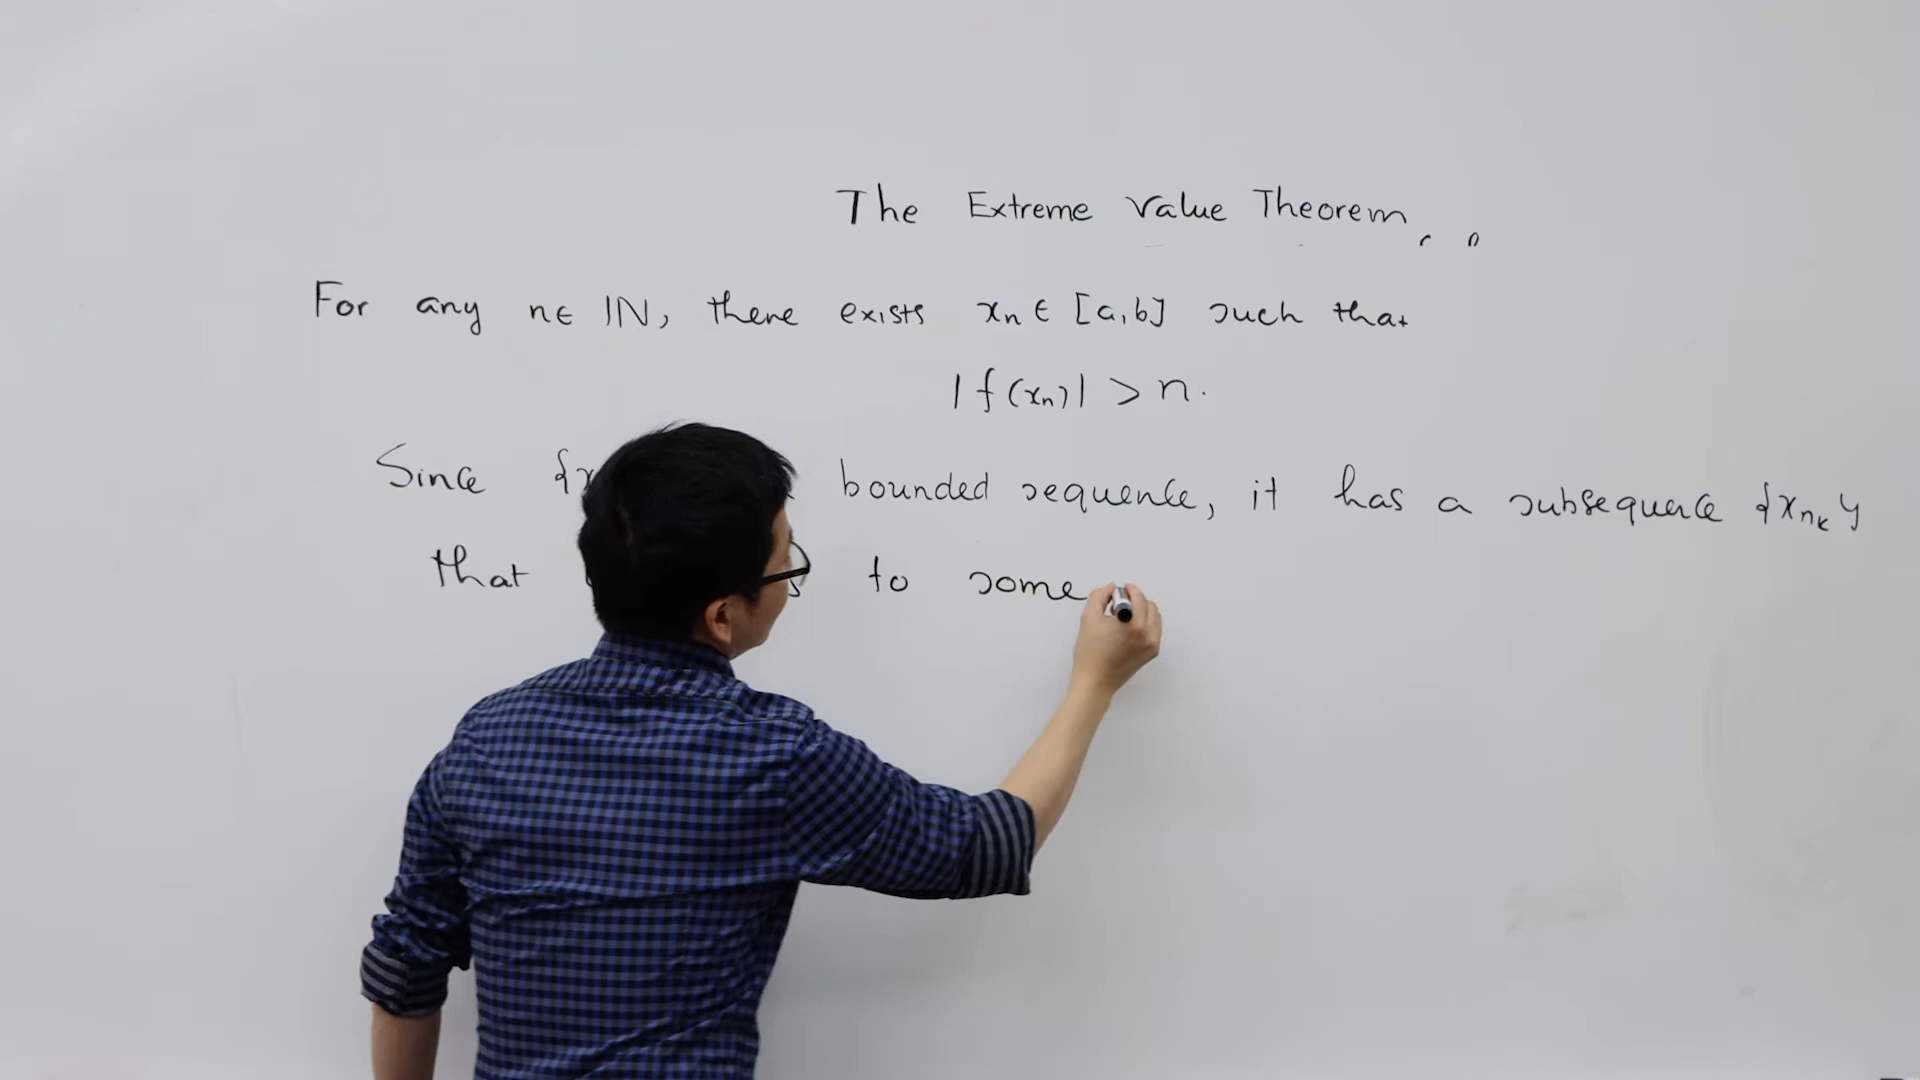 The Extreme Value Theorem
For any n ∈ IN, there exists xₙ ∈ [a,b] such that
|f(xₙ)| > n.
Since {x bounded sequence, it has a subsequence {xₙₖ}
that to some